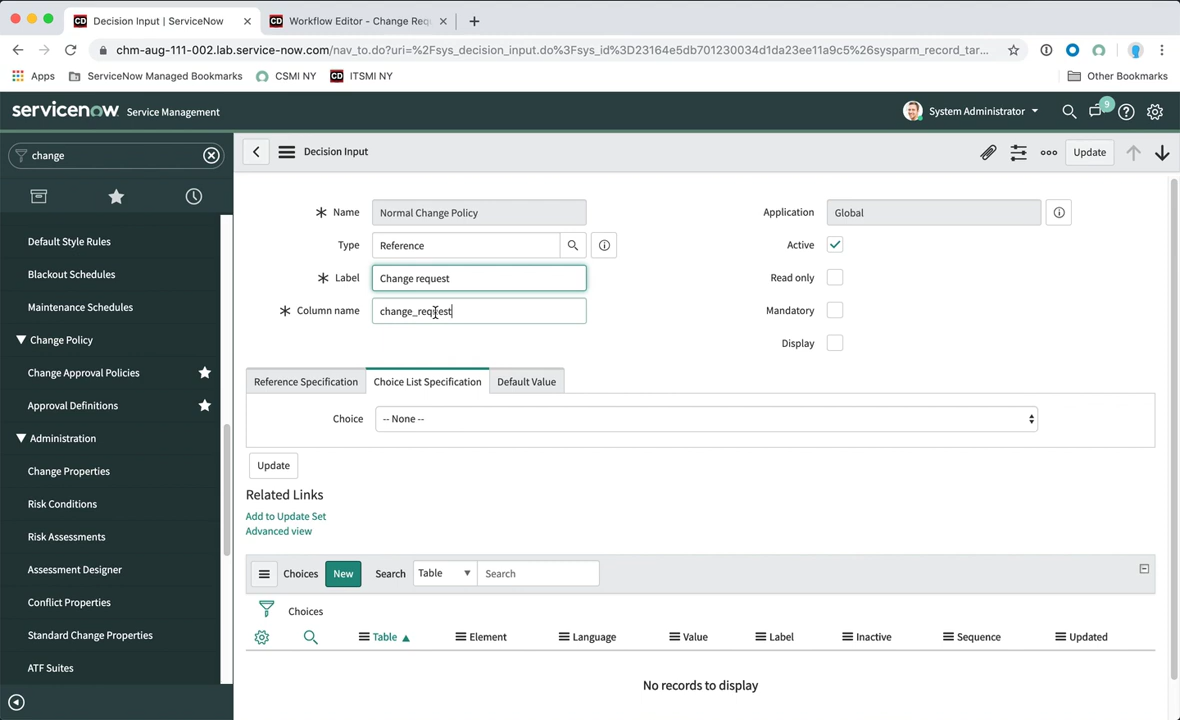 CD Decision Input | ServiceNow
CD Workflow Editor - Change Requ
chm-aug-111-002.lab.service-now.com/nav_to.do?uri=%2Fsys_decision_input.do%3Fsys_id%3D23164e5db701230034d1da23ee11a9c5%26sysparm_record_tar...
Apps
ServiceNow Managed Bookmarks
CSMI NY
CD ITSMI NY
Other Bookmarks
servicenow Service Management
System Administrator
9
change
Default Style Rules
Blackout Schedules
Maintenance Schedules
Change Policy
Change Approval Policies
Approval Definitions
Administration
Change Properties
Risk Conditions
Risk Assessments
Assessment Designer
Conflict Properties
Standard Change Properties
ATF Suites
Decision Input
Update
Name Normal Change Policy
Type Reference
Label Change request
Column name change_request
Application Global
Active
Read only
Mandatory
Display
Reference Specification
Choice List Specification
Default Value
Choice -- None --
Update
Related Links
Add to Update Set
Advanced view
Choices New Search Table Search
Choices
Table Element Language Value Label Inactive Sequence Updated
No records to display